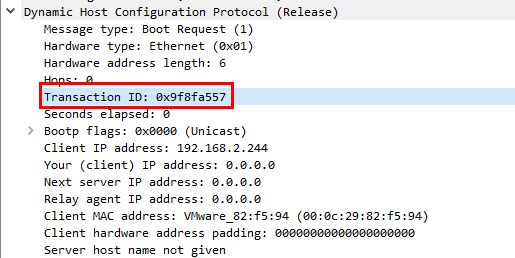 Dynamic Host Configuration Protocol (Release)
Message type: Boot Request (1)
Hardware type: Ethernet (0x01)
Hardware address length: 6
Hops: 0
Transaction ID: 0x9f8fa557
Seconds elapsed: 0
Bootp flags: 0x0000 (Unicast)
Client IP address: 192.168.2.244
Your (client) IP address: 0.0.0.0
Next server IP address: 0.0.0.0
Relay agent IP address: 0.0.0.0
Client MAC address: VMware_82:f5:94 (00:0c:29:82:f5:94)
Client hardware address padding: 00000000000000000000
Server host name not given